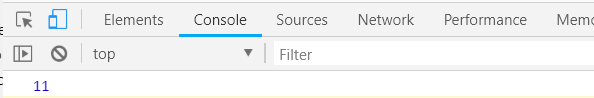 Elements Console Sources Network Performance Memo
top Filter
11